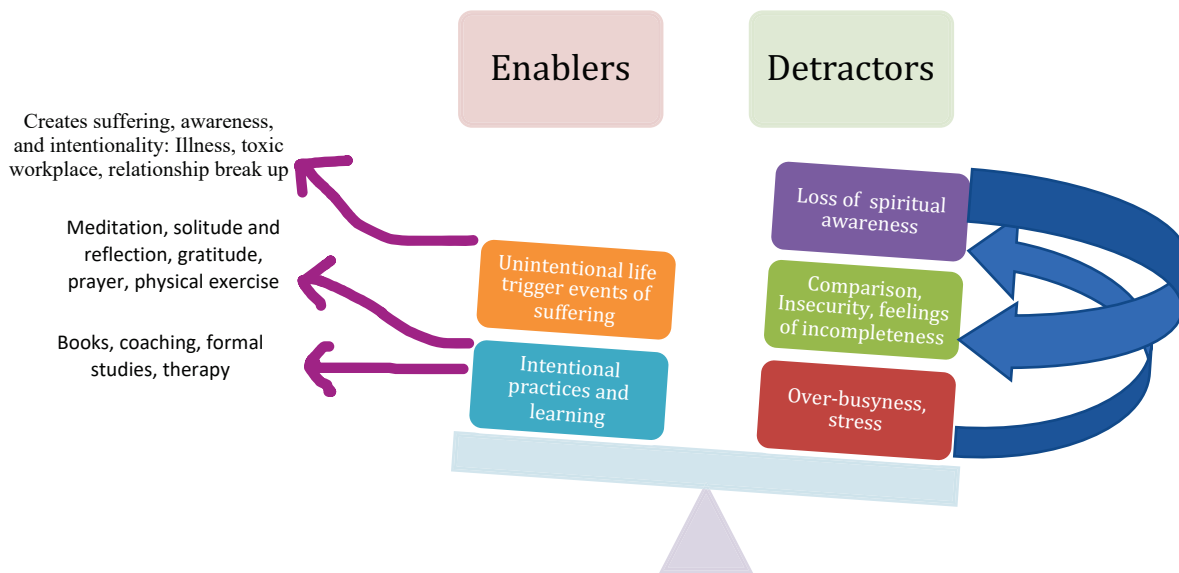 Enablers
Detractors
Creates suffering, awareness,
and intentionality: Illness, toxic
workplace, relationship break up
Meditation, solitude and
reflection, gratitude,
prayer, physical exercise
Books, coaching, formal
studies, therapy
Unintentional life
trigger events of
suffering
Intentional
practices and
learning
Loss of spiritual
awareness
Comparison,
Insecurity, feelings
of incompleteness
Over-busyness,
stress